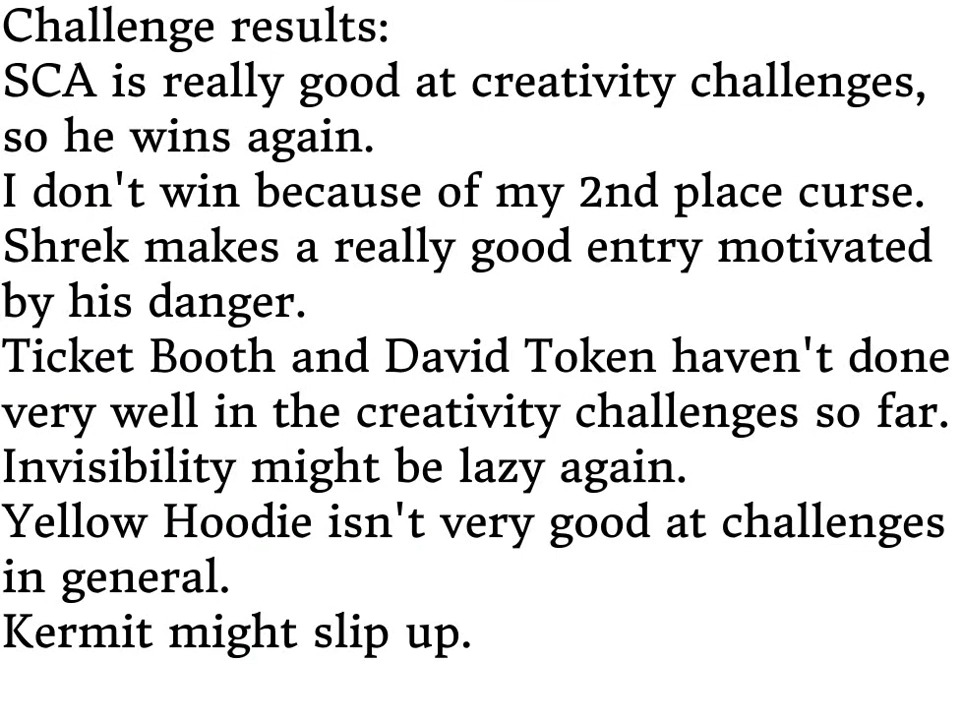 Challenge results:
SCA is really good at creativity challenges,
so he wins again.
I don't win because of my 2nd place curse.
Shrek makes a really good entry motivated
by his danger.
Ticket Booth and David Token haven't done
very well in the creativity challenges so far.
Invisibility might be lazy again.
Yellow Hoodie isn't very good at challenges
in general.
Kermit might slip up.